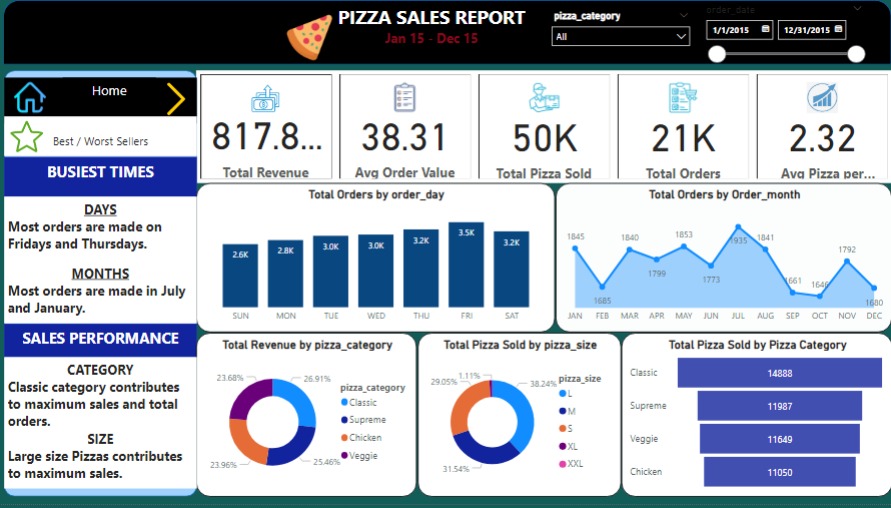 PIZZA SALES REPORT
Jan 15 - Dec 15
pizza_category
All
order_date
1/1/2015
12/31/2015
Home
Best / Worst Sellers
BUSIEST TIMES
DAYS
Most orders are made on
Fridays and Thursdays.
MONTHS
Most orders are made in July
and January.
SALES PERFORMANCE
CATEGORY
Classic category contributes
to maximum sales and total
orders.
SIZE
Large size Pizzas contributes
to maximum sales.
817.8...
Total Revenue
38.31
Avg Order Value
50K
Total Pizza Sold
21K
Total Orders
2.32
Avg Pizza per...
Total Orders by order_day
2.6K
2.8K
3.0K
3.0K
3.2K
3.5K
3.2K
SUN MON TUE WED THU FRI SAT
Total Orders by Order_month
1845
1685
1840
1799
1853
1773
1935
1841
1661
1646
1792
1680
JAN FEB MAR APR MAY JUN JUL AUG SEP OCT NOV DEC
Total Revenue by pizza_category
23.68%
26.91%
23.96%
25.46%
pizza_category
Classic
Supreme
Chicken
Veggie
Total Pizza Sold by pizza_size
1.11%
29.05%
38.24%
31.54%
pizza_size
L
M
S
XL
XXL
Total Pizza Sold by Pizza Category
Classic 14888
Supreme 11987
Veggie 11649
Chicken 11050